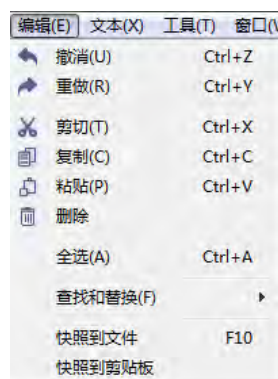 编辑(E) 文本(X) 工具(T) 窗口(
撤消(U) Ctrl+Z
重做(R) Ctrl+Y
剪切(T) Ctrl+X
复制(C) Ctrl+C
粘贴(P) Ctrl+V
删除
全选(A) Ctrl+A
查找和替换(F)
快照到文件 F10
快照到剪贴板